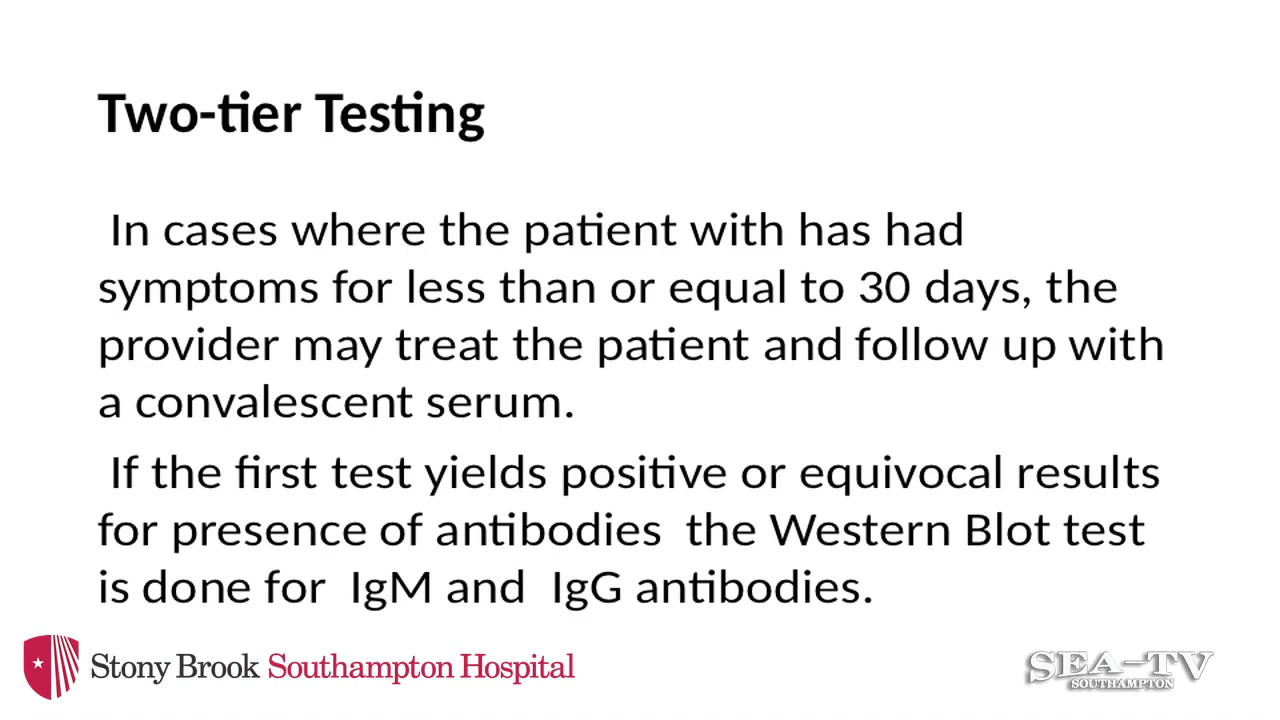 Two-tier Testing
In cases where the patient with has had
symptoms for less than or equal to 30 days, the
provider may treat the patient and follow up with
a convalescent serum.
If the first test yields positive or equivocal results
for presence of antibodies  the Western Blot test
is done for  IgM and  IgG antibodies.
Stony Brook Southampton Hospital
SEA-TV
SOUTHAMPTON